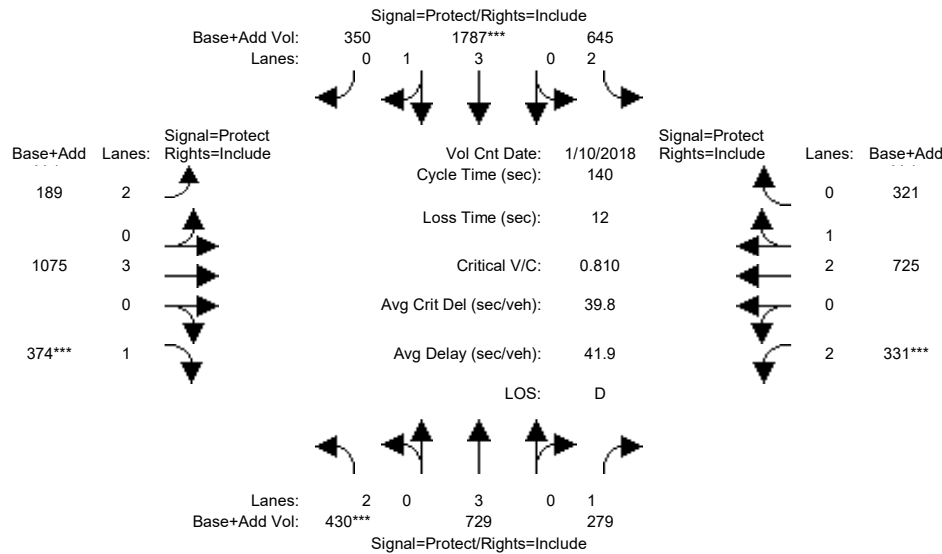 Signal=Protect/Rights=Include
Base+Add Vol: 350 1787*** 645
Lanes: 0 1 3 0 2
Signal=Protect Signal=Protect
Base+Add Lanes: Rights=Include Vol Cnt Date: 1/10/2018 Rights=Include Lanes: Base+Add
Cycle Time (sec): 140
189 2 0 321
Loss Time (sec): 12
0 1
1075 3 Critical V/C: 0.810 2 725
0 Avg Crit Del (sec/veh): 39.8 0
374*** 1 Avg Delay (sec/veh): 41.9 2 331***
LOS: D
Lanes: 2 0 3 0 1
Base+Add Vol: 430*** 729 279
Signal=Protect/Rights=Include